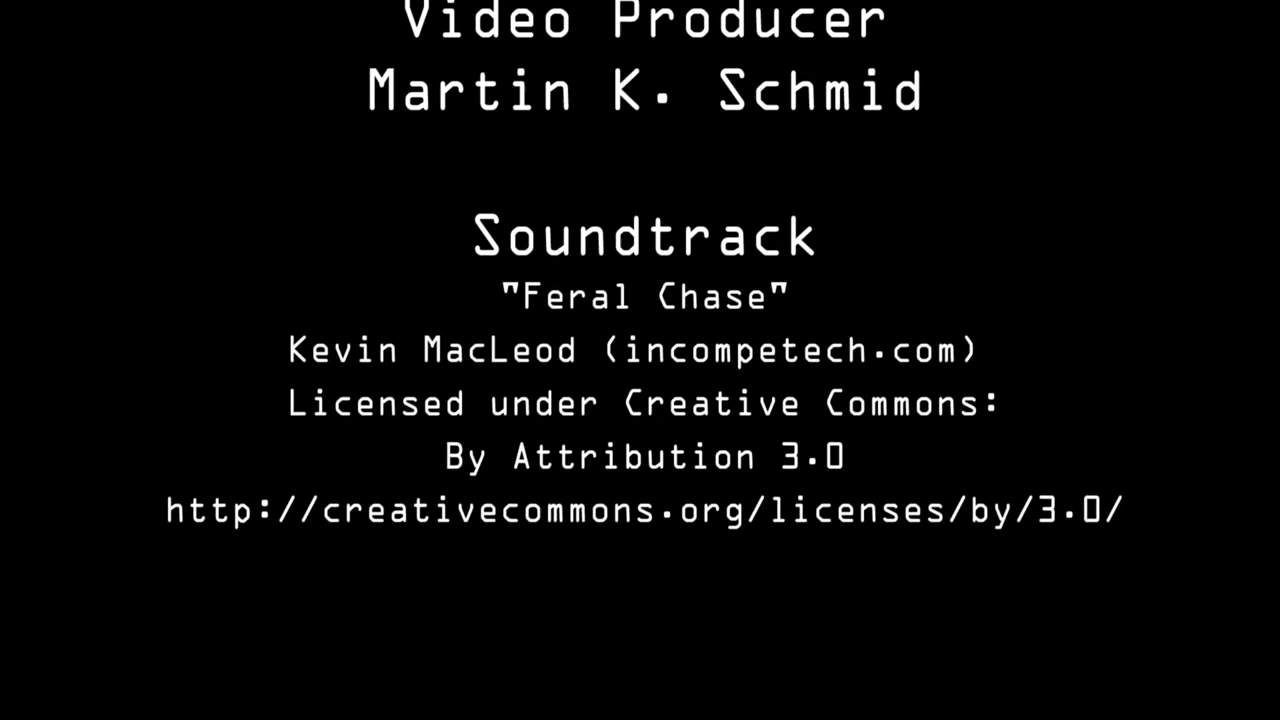 Video Producer
Martin K. Schmid
Soundtrack
"Feral Chase"
Kevin MacLeod (incompetech.com)
Licensed under Creative Commons:
By Attribution 3.0
http://creativecommons.org/licenses/by/3.0/